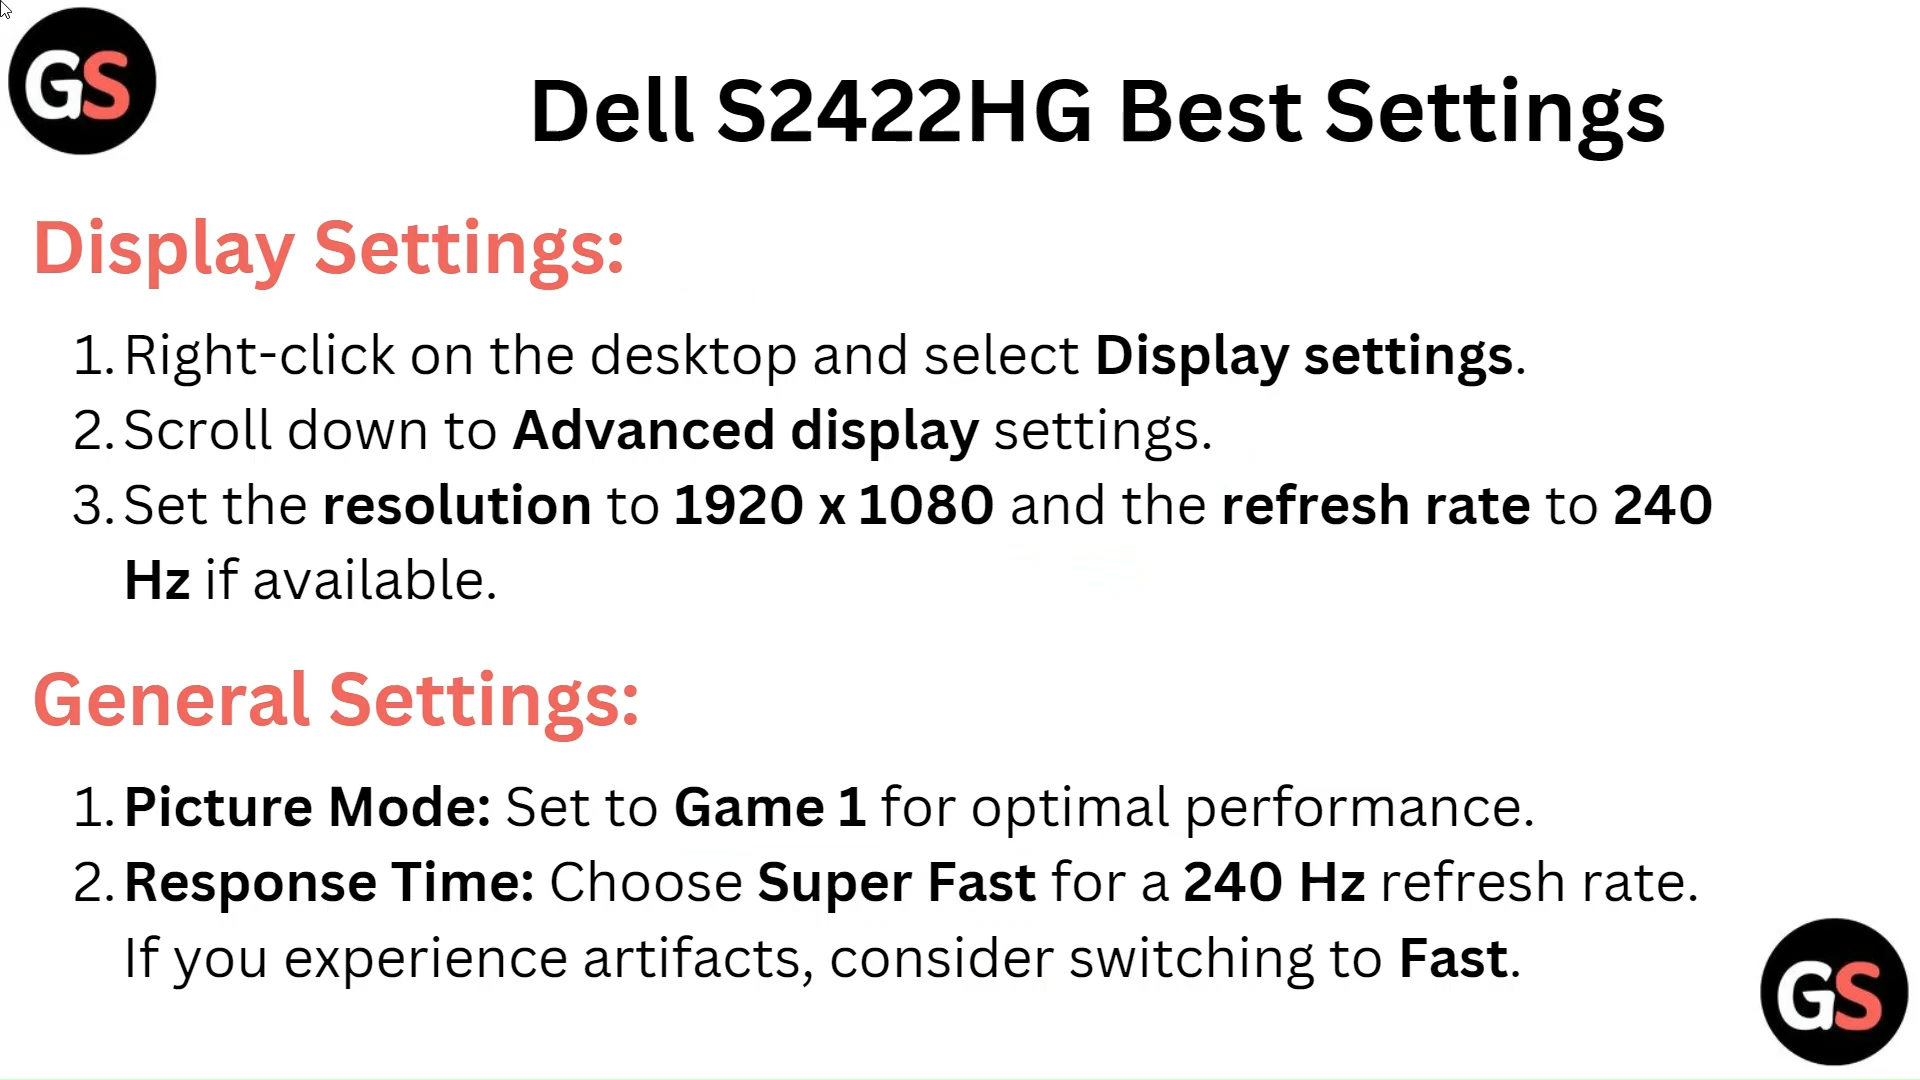 GS
Dell S2422HG Best Settings
Display Settings:
1. Right-click on the desktop and select Display settings.
2. Scroll down to Advanced display settings.
3. Set the resolution to 1920 x 1080 and the refresh rate to 240
Hz if available.
General Settings:
1. Picture Mode: Set to Game 1 for optimal performance.
2. Response Time: Choose Super Fast for a 240 Hz refresh rate.
If you experience artifacts, consider switching to Fast.
GS